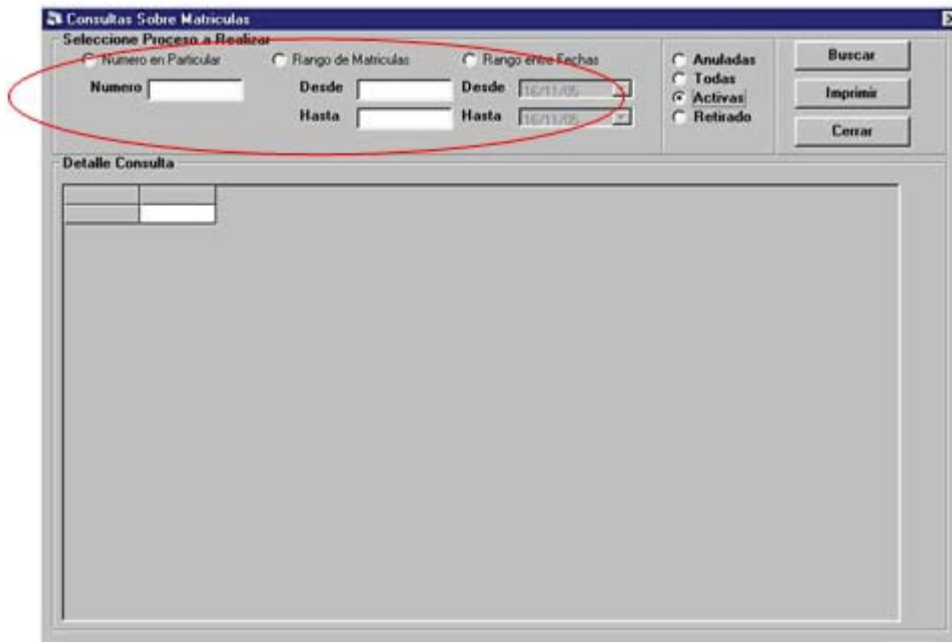 Consultas Sobre Matriculas
Seleccione Proceso a Realizar
Numero en Particular
Numero
Rango de Matriculas
Desde
Hasta
Rango entre Fechas
Desde 16/11/05
Hasta 16/11/05
Anuladas
Todas
Activas
Retirado
Buscar
Imprimir
Cerrar
Detalle Consulta